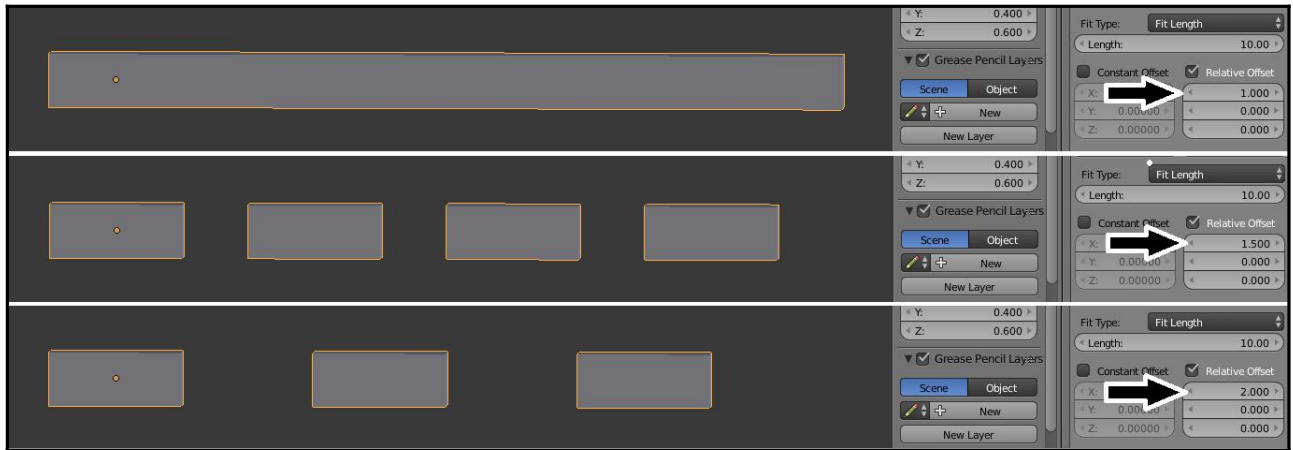 Y: 0.400
Z: 0.600
Grease Pencil Layers
Scene Object
New
New Layer
Fit Type: Fit Length
Length: 10.00
Constant Offset Relative Offset
X: 1.000
Y: 0.00000 0.000
Z: 0.00000 0.000
Y: 0.400
Z: 0.600
Grease Pencil Layers
Scene Object
New
New Layer
Fit Type: Fit Length
Length: 10.00
Constant Offset Relative Offset
X: 1.500
Y: 0.00000 0.000
Z: 0.00000 0.000
Y: 0.400
Z: 0.600
Grease Pencil Layers
Scene Object
New
New Layer
Fit Type: Fit Length
Length: 10.00
Constant Offset Relative Offset
X: 2.000
Y: 0.00000 0.000
Z: 0.00000 0.000